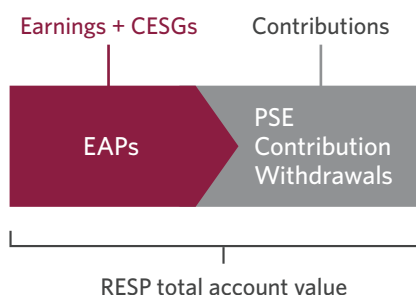 Earnings + CESGs
Contributions
EAPs
PSE
Contribution
Withdrawals
RESP total account value